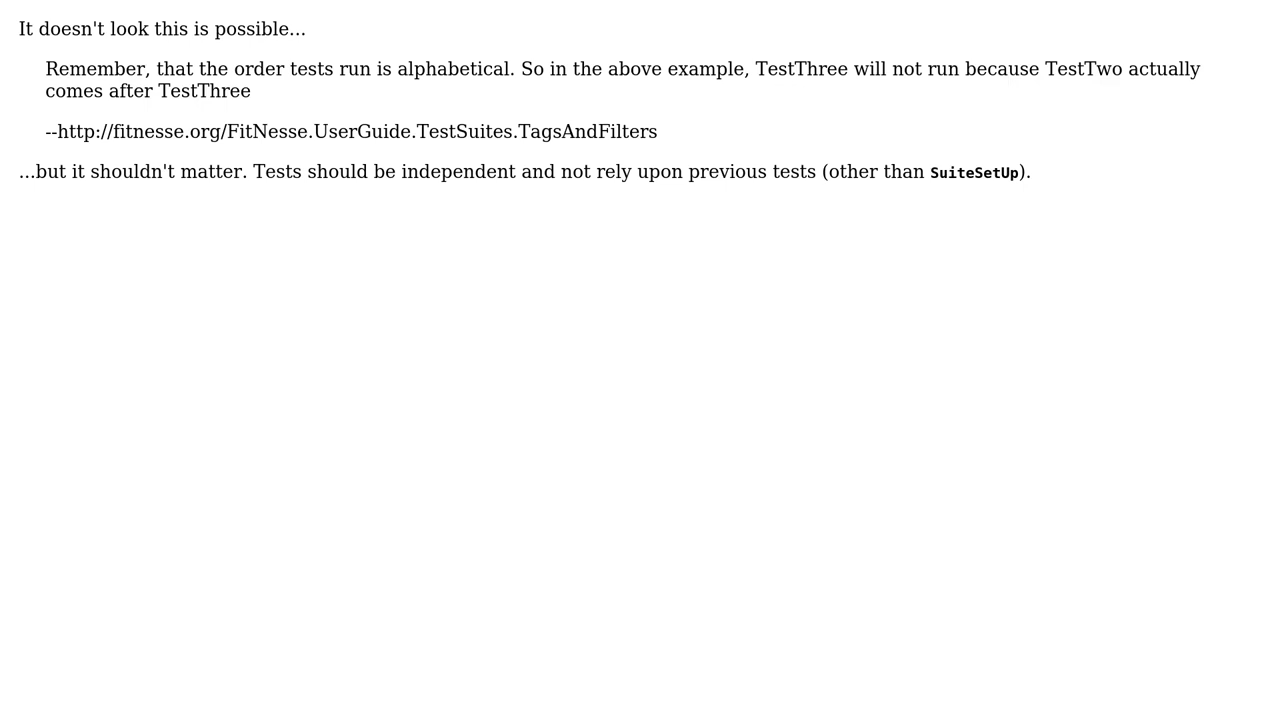 It doesn't look this is possible...
Remember, that the order tests run is alphabetical. So in the above example, TestThree will not run because TestTwo actually
comes after TestThree
--http://fitnesse.org/FitNesse.UserGuide.TestSuites.TagsAndFilters
...but it shouldn't matter. Tests should be independent and not rely upon previous tests (other than SuiteSetUp).